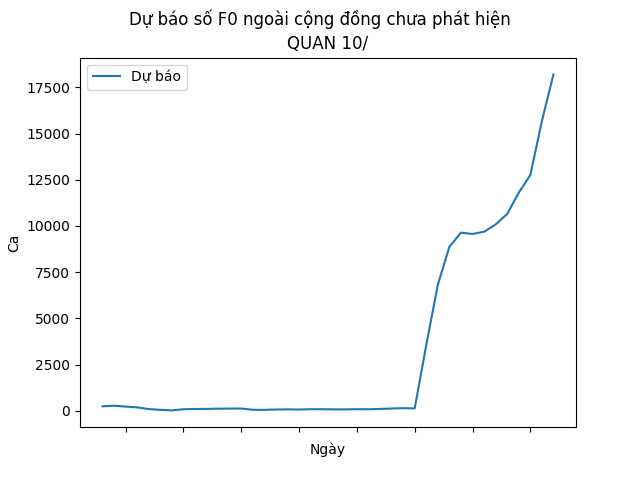 Dự báo số F0 ngoài cộng đồng chưa phát hiện
QUAN 10/
Dự báo
17500
15000
12500
10000
7500
5000
2500
0
Ca
Ngày